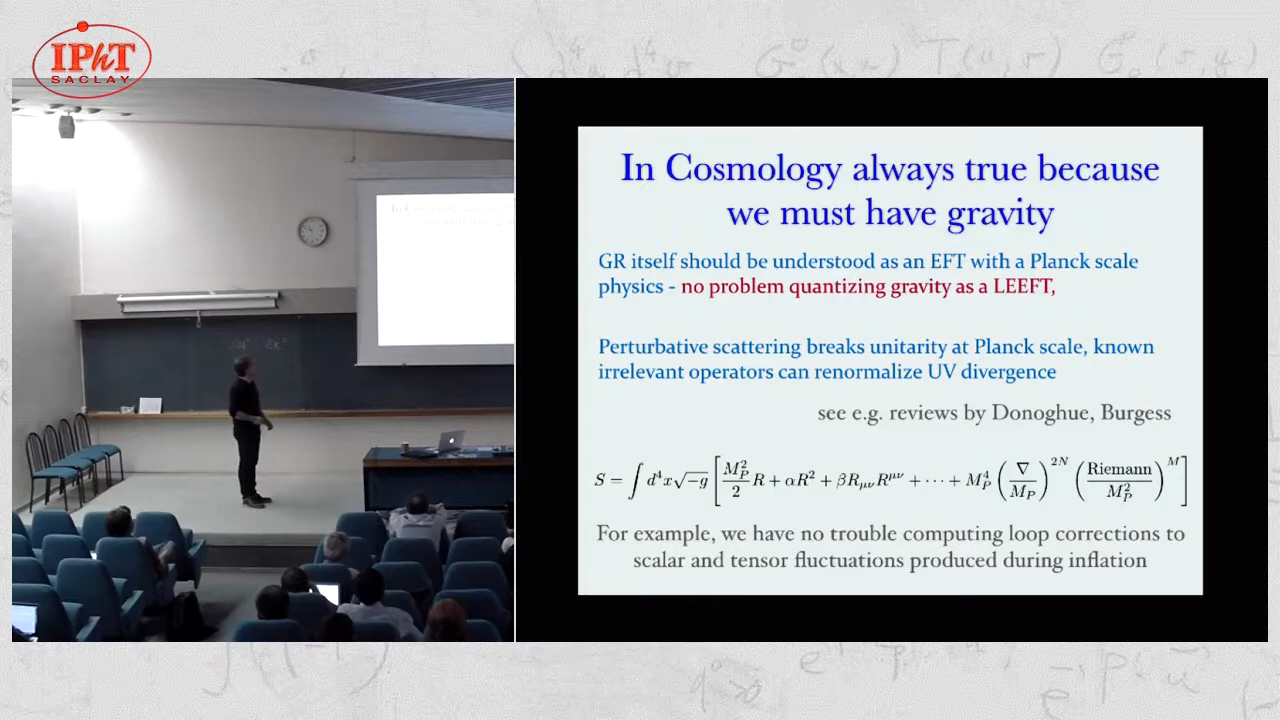 IPhT
SACLAY
In Cosmology always true because
we must have gravity
GR itself should be understood as an EFT with a Planck scale
physics - no problem quantizing gravity as a LEEFT,
Perturbative scattering breaks unitarity at Planck scale, known
irrelevant operators can renormalize UV divergence
see e.g. reviews by Donoghue, Burgess
S = ∫ d⁴x√−g [ M_P²/2 R + αR² + βR_{μν}R^{μν} + ⋯ + M_P⁴ (∇/M_P)^{2N} (Riemann/M_P²)^M ]
For example, we have no trouble computing loop corrections to
scalar and tensor fluctuations produced during inflation